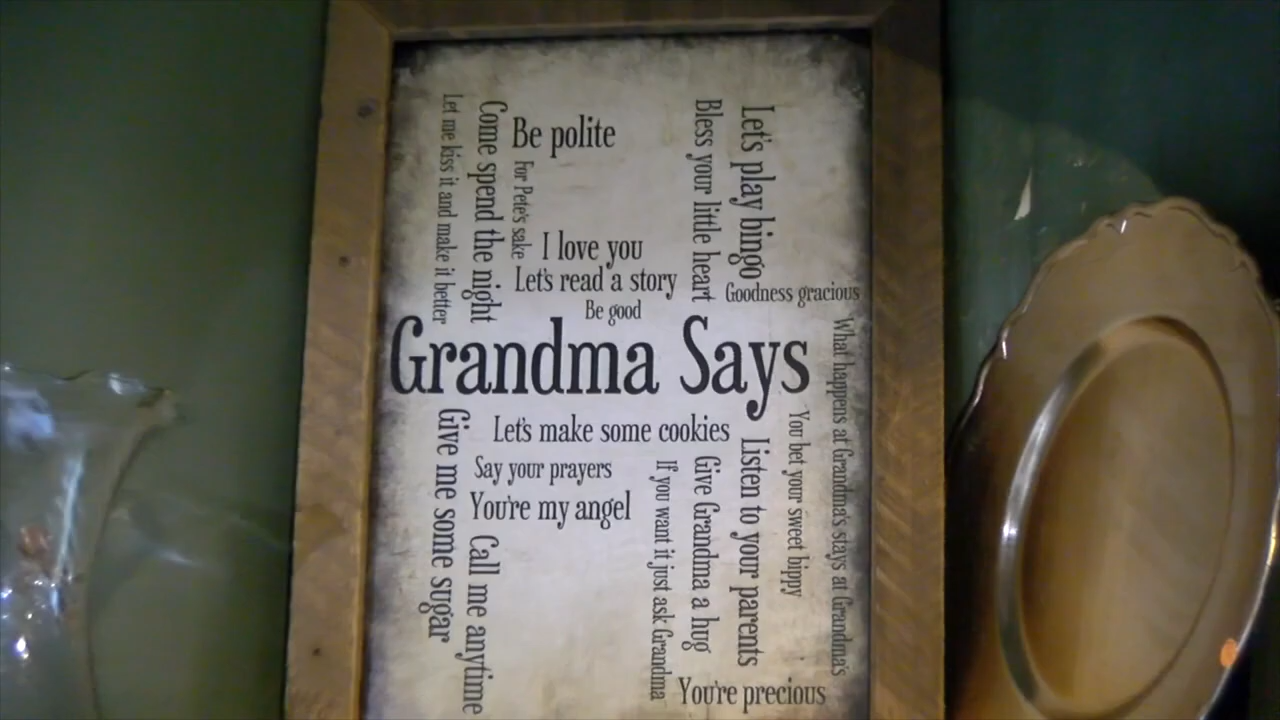 Let me kiss it and make it better
Come spend the night
Be polite
For Pete's sake
I love you
Let's read a story
Be good
Bless your little heart
Let's play bingo
Goodness gracious
Grandma Says
What happens at Grandma's stays at Grandma's
Give me some sugar
Let's make some cookies
Say your prayers
You're my angel
Call me anytime
If you want it just ask Grandma
Give Grandma a hug
Listen to your parents
You bet your sweet bippy
You're precious